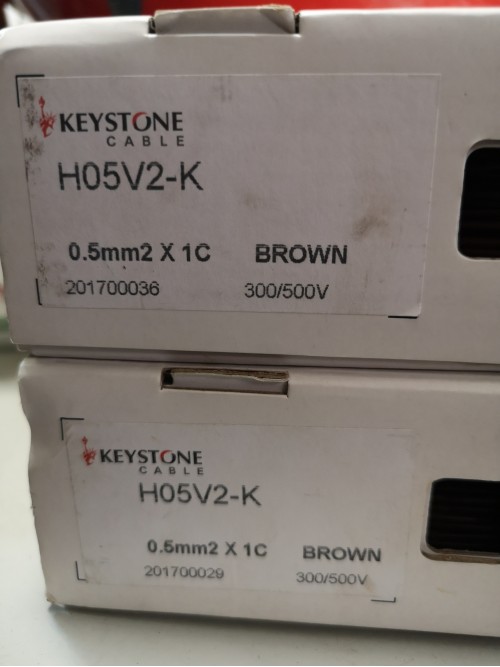 KEYSTONE
CABLE
H05V2-K
0.5mm2 X 1C BROWN
201700036 300/500V
KEYSTONE
CABLE
H05V2-K
0.5mm2 X 1C BROWN
201700029 300/500V